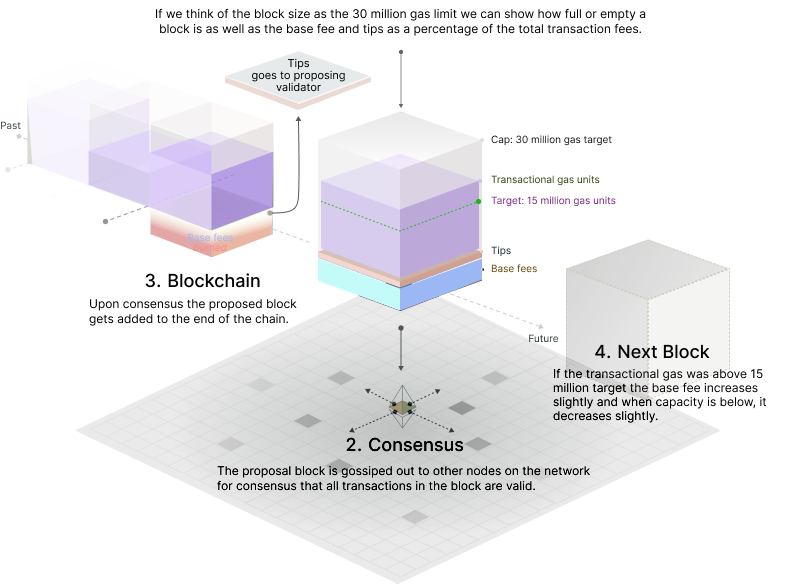 If we think of the block size as the 30 million gas limit we can show how full or empty a
block is as well as the base fee and tips as a percentage of the total transaction fees.
Tips
goes to proposing
validator
Past
Cap: 30 million gas target
Transactional gas units
Target: 15 million gas units
Tips
Base fees
Base fees
burned
3. Blockchain
Upon consensus the proposed block
gets added to the end of the chain.
Future
4. Next Block
If the transactional gas was above 15
million target the base fee increases
slightly and when capacity is below, it
decreases slightly.
2. Consensus
The proposal block is gossiped out to other nodes on the network
for consensus that all transactions in the block are valid.